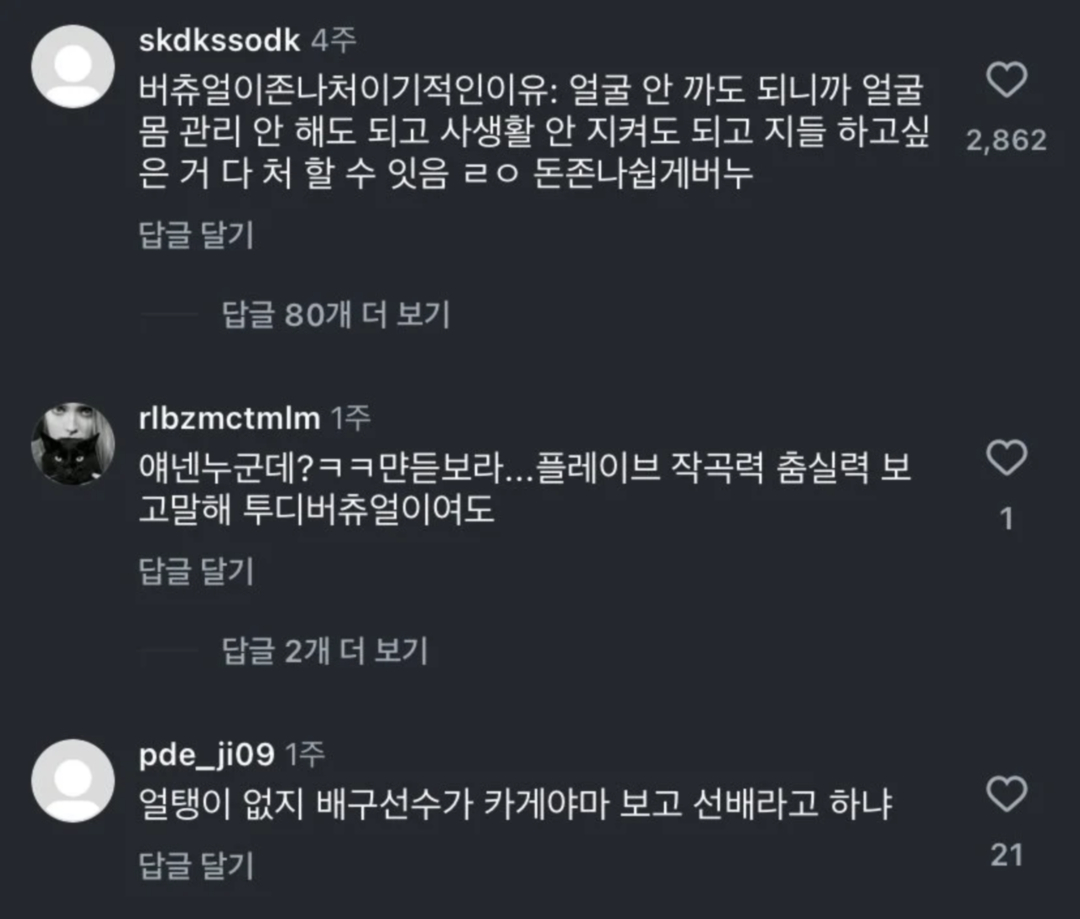 skdkssodk 4주
버츄얼이존나처이기적인이유: 얼굴 안 까도 되니까 얼굴
몸 관리 안 해도 되고 사생활 안 지켜도 되고 지들 하고싶
은 거 다 처 할 수 잇음 ㄹㅇ 돈존나쉽게버누
2,862
답글 달기
답글 80개 더 보기
rlbzmctmlm 1주
얘넨누군데?ㅋㅋ먄듣보라...플레이브 작곡력 춤실력 보
고말해 투디버츄얼이여도
1
답글 달기
답글 2개 더 보기
pde_ji09 1주
얼탱이 없지 배구선수가 카게야마 보고 선배라고 하냐
21
답글 달기